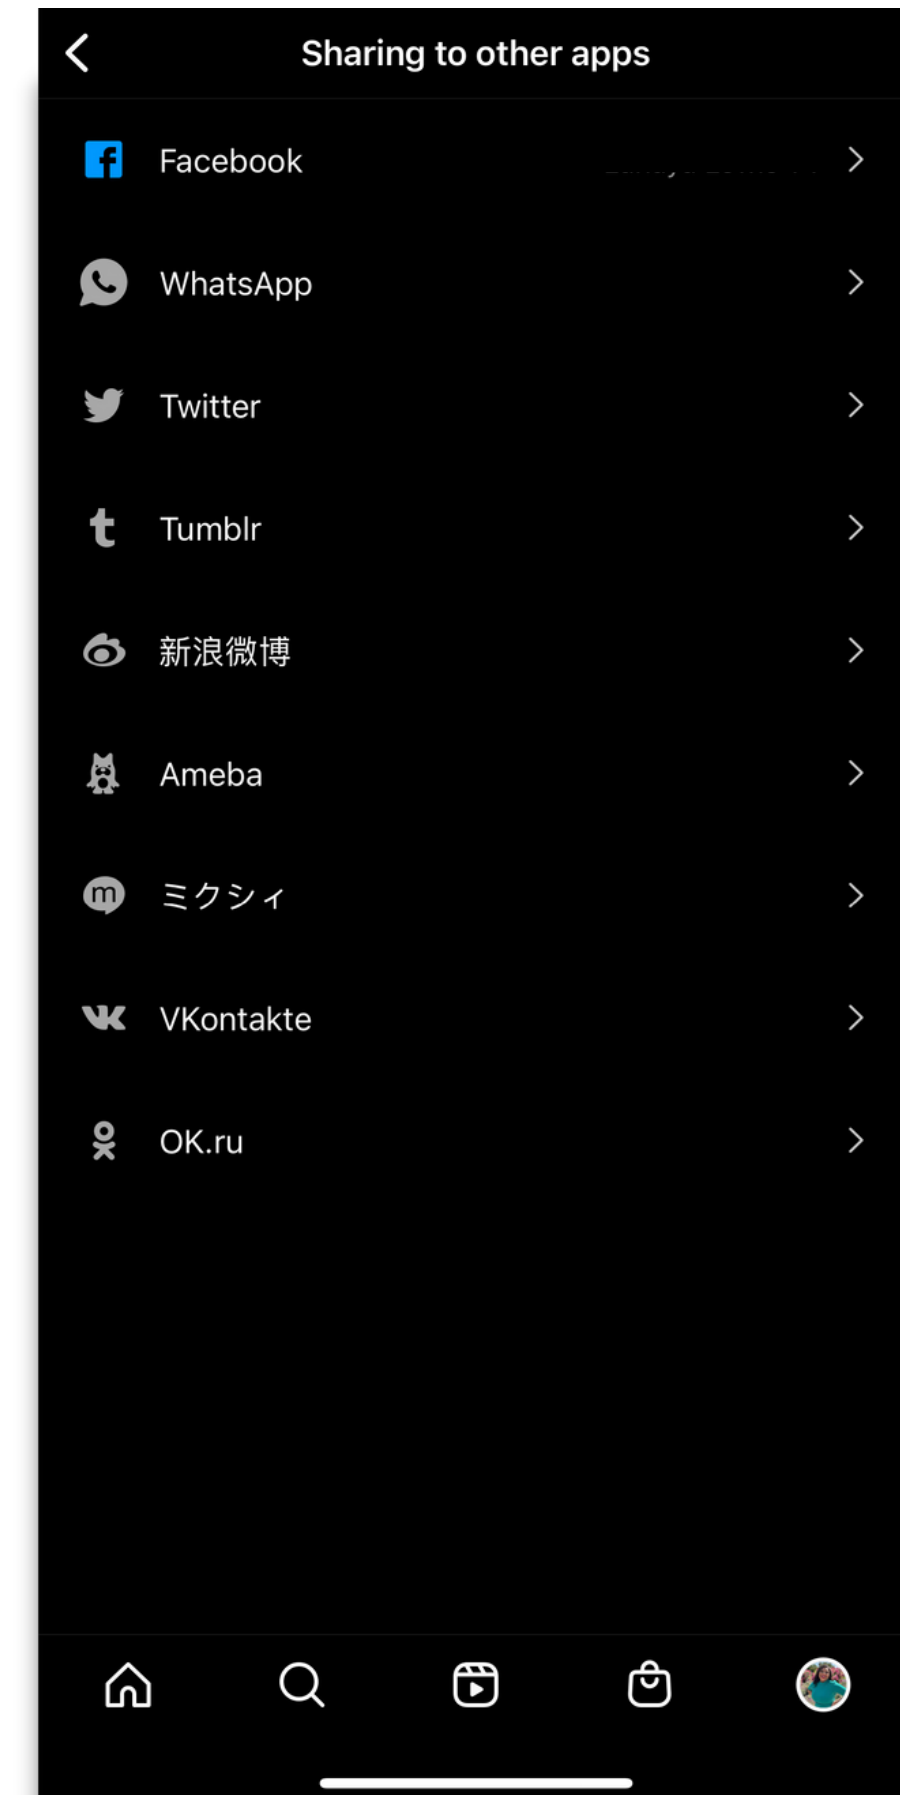 Sharing to other apps
Facebook
WhatsApp
Twitter
Tumblr
新浪微博
Ameba
ミクシィ
VKontakte
OK.ru